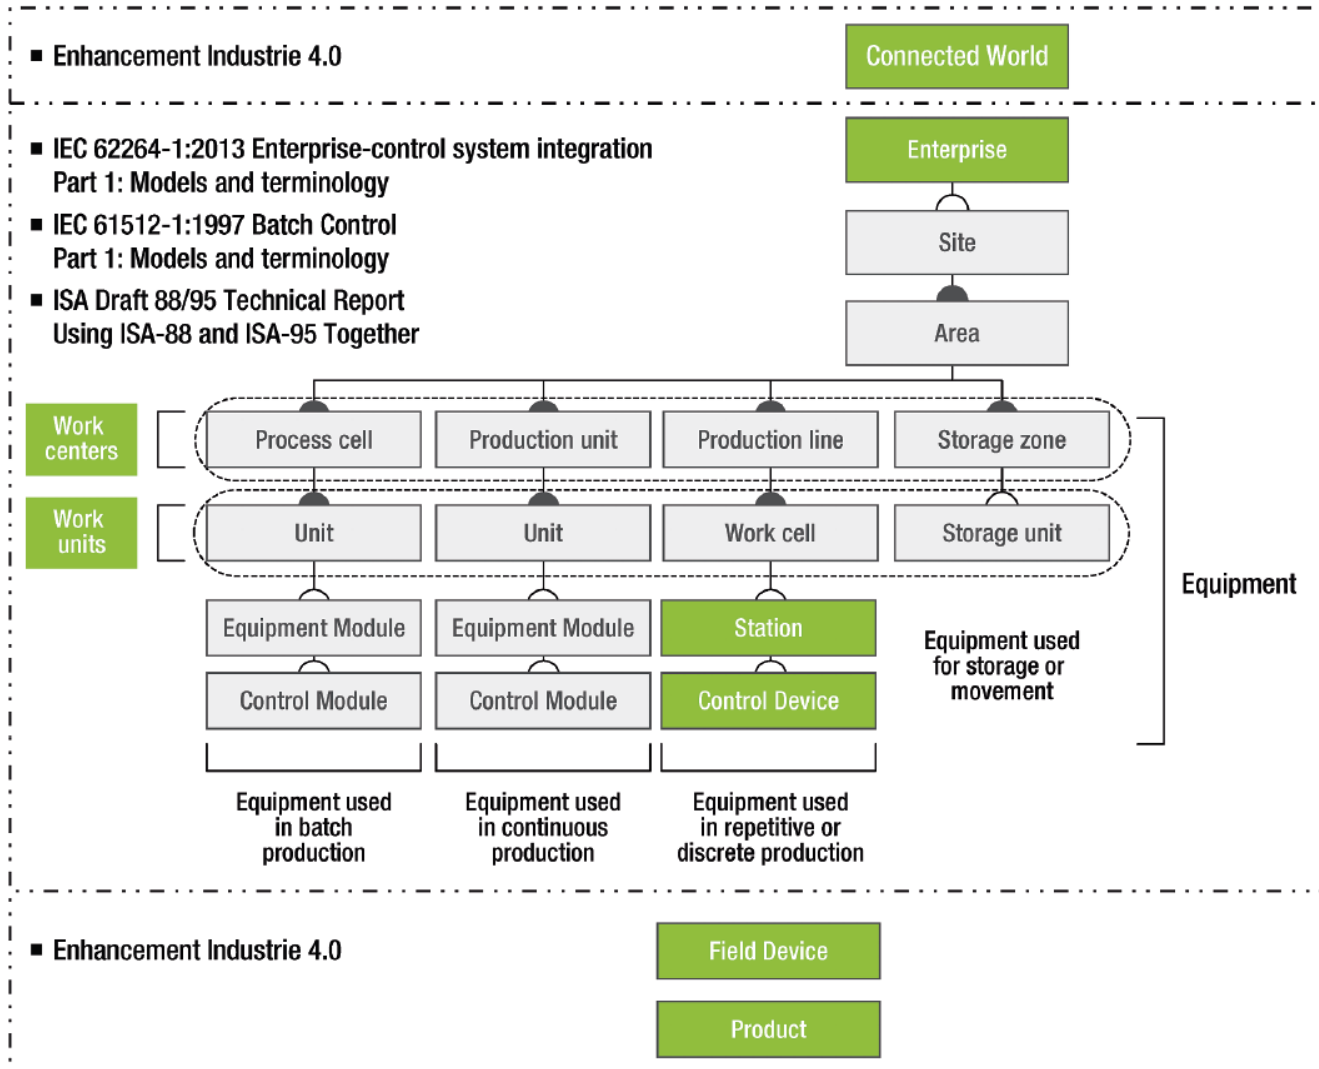 ■ Enhancement Industrie 4.0
Connected World
■ IEC 62264-1:2013 Enterprise-control system integration
Part 1: Models and terminology
■ IEC 61512-1:1997 Batch Control
Part 1: Models and terminology
■ ISA Draft 88/95 Technical Report
Using ISA-88 and ISA-95 Together
Enterprise
Site
Area
Work
centers
Process cell
Production unit
Production line
Storage zone
Work
units
Unit
Unit
Work cell
Storage unit
Equipment
Equipment Module
Equipment Module
Station
Equipment used
for storage or
movement
Control Module
Control Module
Control Device
Equipment used
in batch
production
Equipment used
in continuous
production
Equipment used
in repetitive or
discrete production
■ Enhancement Industrie 4.0
Field Device
Product